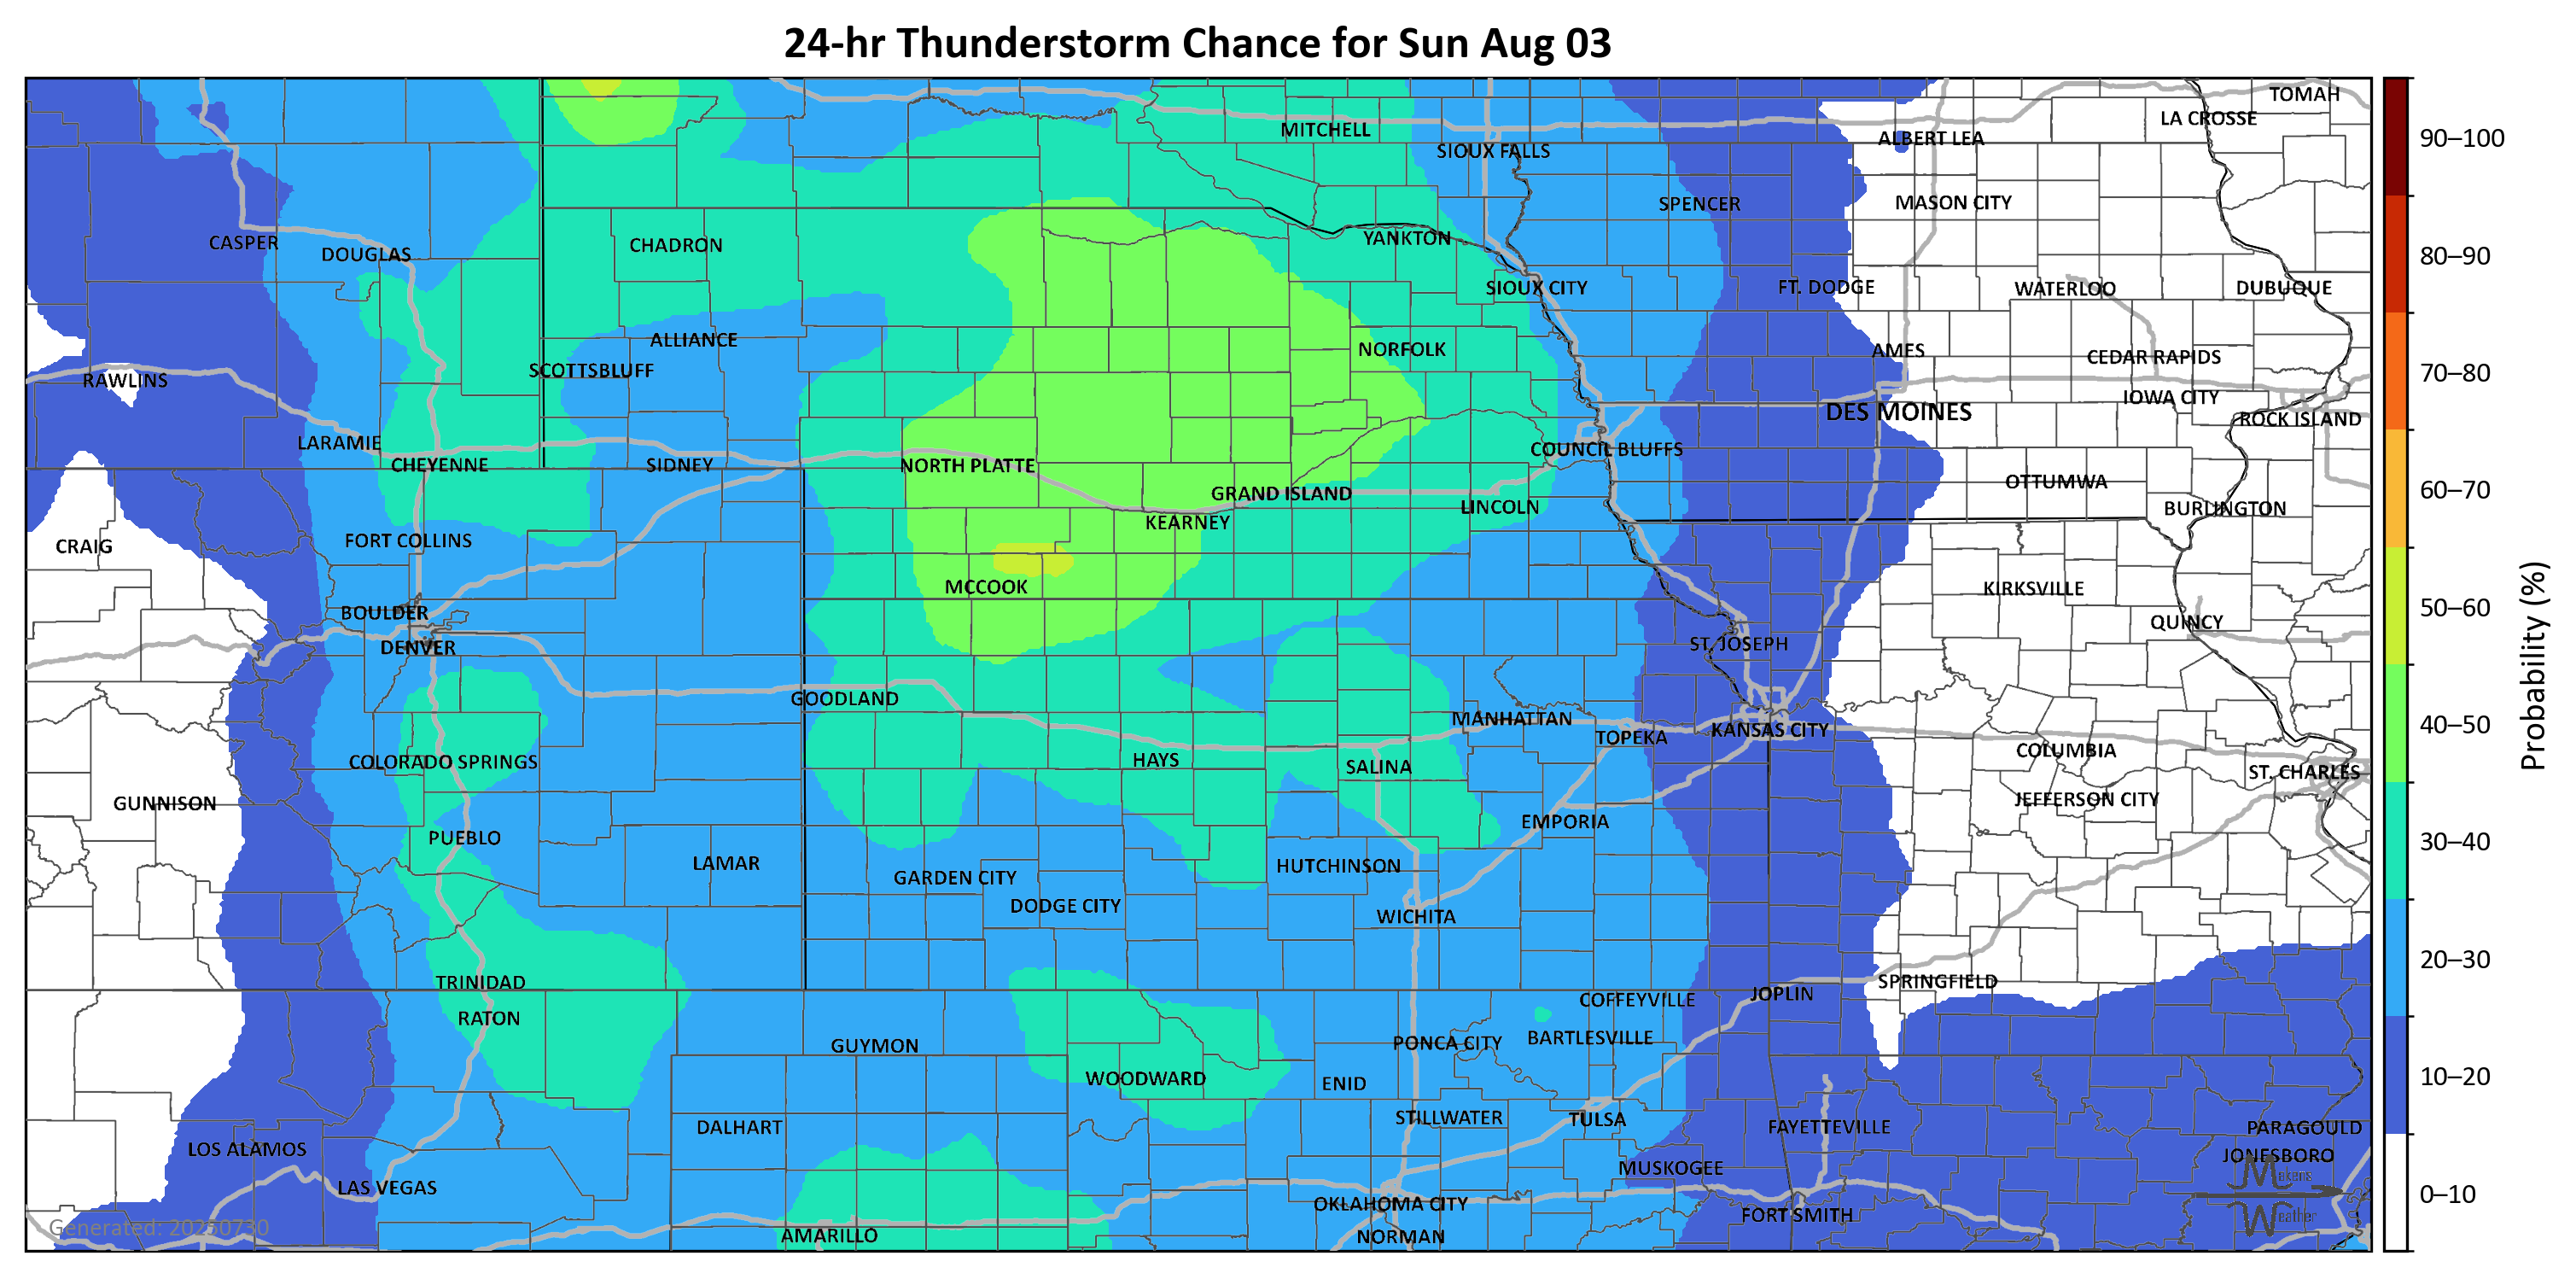 24-hr Thunderstorm Chance for Sun Aug 03
TOMAH
LA CROSSE
MITCHELL
ALBERT LEA
SIOUX FALLS
MASON CITY
SPENCER
YANKTON
CASPER
CHADRON
DOUGLAS
SIOUX CITY
FT. DODGE
WATERLOO
DUBUQUE
ALLIANCE
NORFOLK
AMES
CEDAR RAPIDS
SCOTTSBLUFF
RAWLINS
IOWA CITY
DES MOINES
ROCK ISLAND
LARAMIE
COUNCIL BLUFFS
CHEYENNE
SIDNEY
NORTH PLATTE
OTTUMWA
GRAND ISLAND
LINCOLN
BURLINGTON
KEARNEY
FORT COLLINS
CRAIG
MCCOOK
KIRKSVILLE
BOULDER
QUINCY
DENVER
ST. JOSEPH
GOODLAND
MANHATTAN
KANSAS CITY
TOPEKA
COLUMBIA
COLORADO SPRINGS
HAYS
SALINA
ST. CHARLES
GUNNISON
JEFFERSON CITY
EMPORIA
PUEBLO
LAMAR
HUTCHINSON
GARDEN CITY
DODGE CITY
WICHITA
TRINIDAD
SPRINGFIELD
JOPLIN
COFFEYVILLE
RATON
BARTLESVILLE
PONCA CITY
GUYMON
WOODWARD
ENID
STILLWATER
TULSA
DALHART
FAYETTEVILLE
PARAGOULD
LOS ALAMOS
JONESBORO
MUSKOGEE
LAS VEGAS
OKLAHOMA CITY
FORT SMITH
AMARILLO
NORMAN
Generated: 20250730
Makens
Weather
90–100
80–90
70–80
60–70
50–60
40–50
30–40
20–30
10–20
0–10
Probability (%)